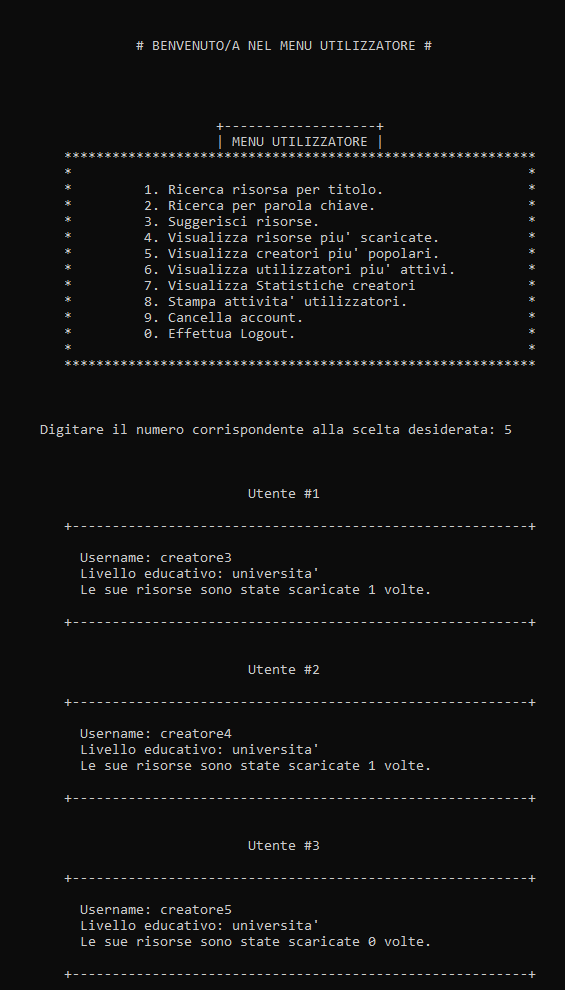 # BENVENUTO/A NEL MENU UTILIZZATORE #
+-------------------+
| MENU UTILIZZATORE |
***********************************************************
* *
* 1. Ricerca risorsa per titolo. *
* 2. Ricerca per parola chiave. *
* 3. Suggerisci risorse. *
* 4. Visualizza risorse piu' scaricate. *
* 5. Visualizza creatori piu' popolari. *
* 6. Visualizza utilizzatori piu' attivi. *
* 7. Visualizza Statistiche creatori *
* 8. Stampa attivita' utilizzatori. *
* 9. Cancella account. *
* 0. Effettua Logout. *
* *
***********************************************************
Digitare il numero corrispondente alla scelta desiderata: 5
Utente #1
+---------------------------------------------------------+
Username: creatore3
Livello educativo: universita'
Le sue risorse sono state scaricate 1 volte.
+---------------------------------------------------------+
Utente #2
+---------------------------------------------------------+
Username: creatore4
Livello educativo: universita'
Le sue risorse sono state scaricate 1 volte.
+---------------------------------------------------------+
Utente #3
+---------------------------------------------------------+
Username: creatore5
Livello educativo: universita'
Le sue risorse sono state scaricate 0 volte.
+---------------------------------------------------------+